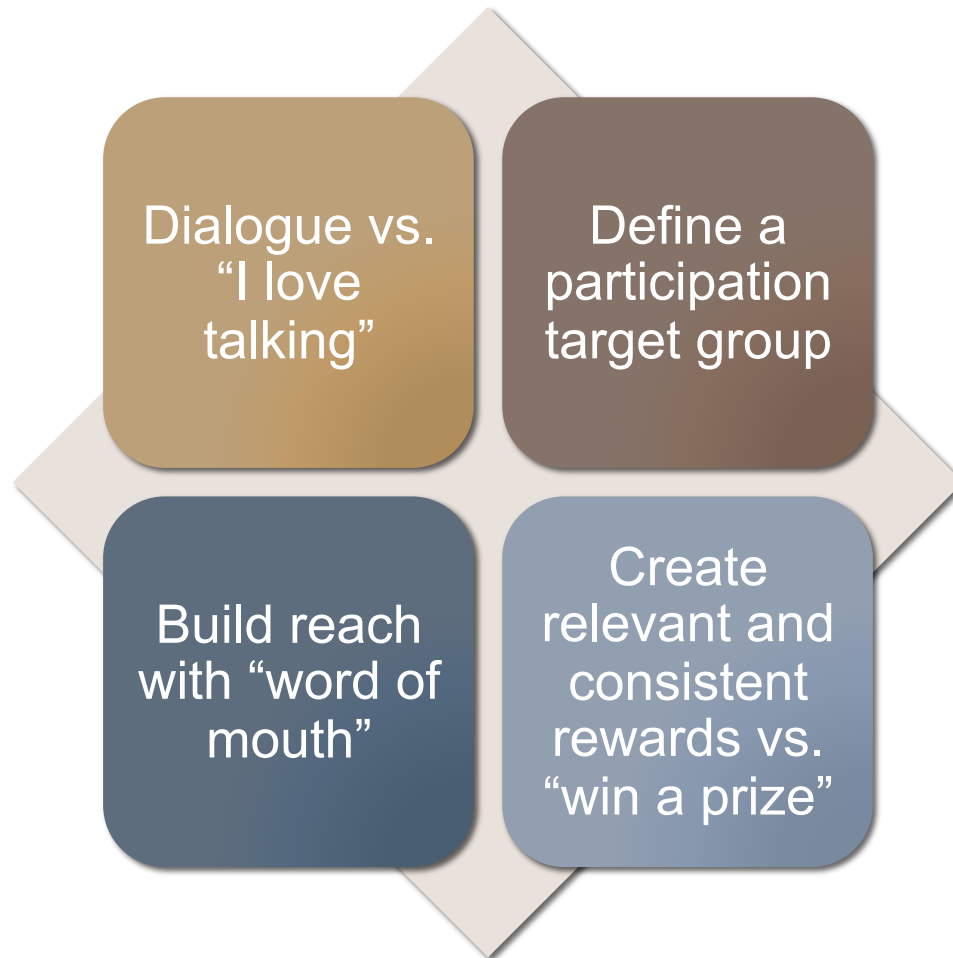 Dialogue vs.
“I love
talking”
Define a
participation
target group
Build reach
with “word of
mouth”
Create
relevant and
consistent
rewards vs.
“win a prize”